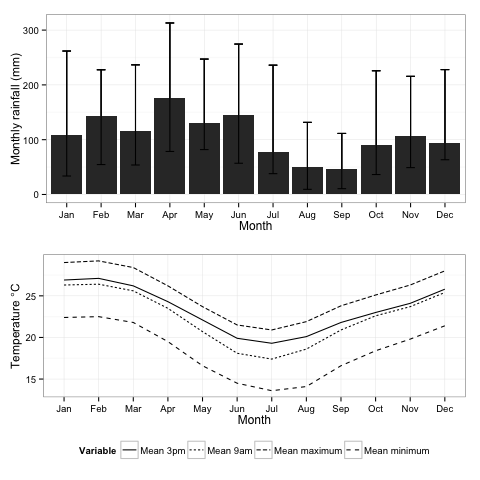 Monthly rainfall (mm)
300
200
100
0
Jan Feb Mar Apr May Jun Jul Aug Sep Oct Nov Dec
Month
Temperature °C
25
20
15
Jan Feb Mar Apr May Jun Jul Aug Sep Oct Nov Dec
Month
Variable Mean 3pm Mean 9am Mean maximum Mean minimum